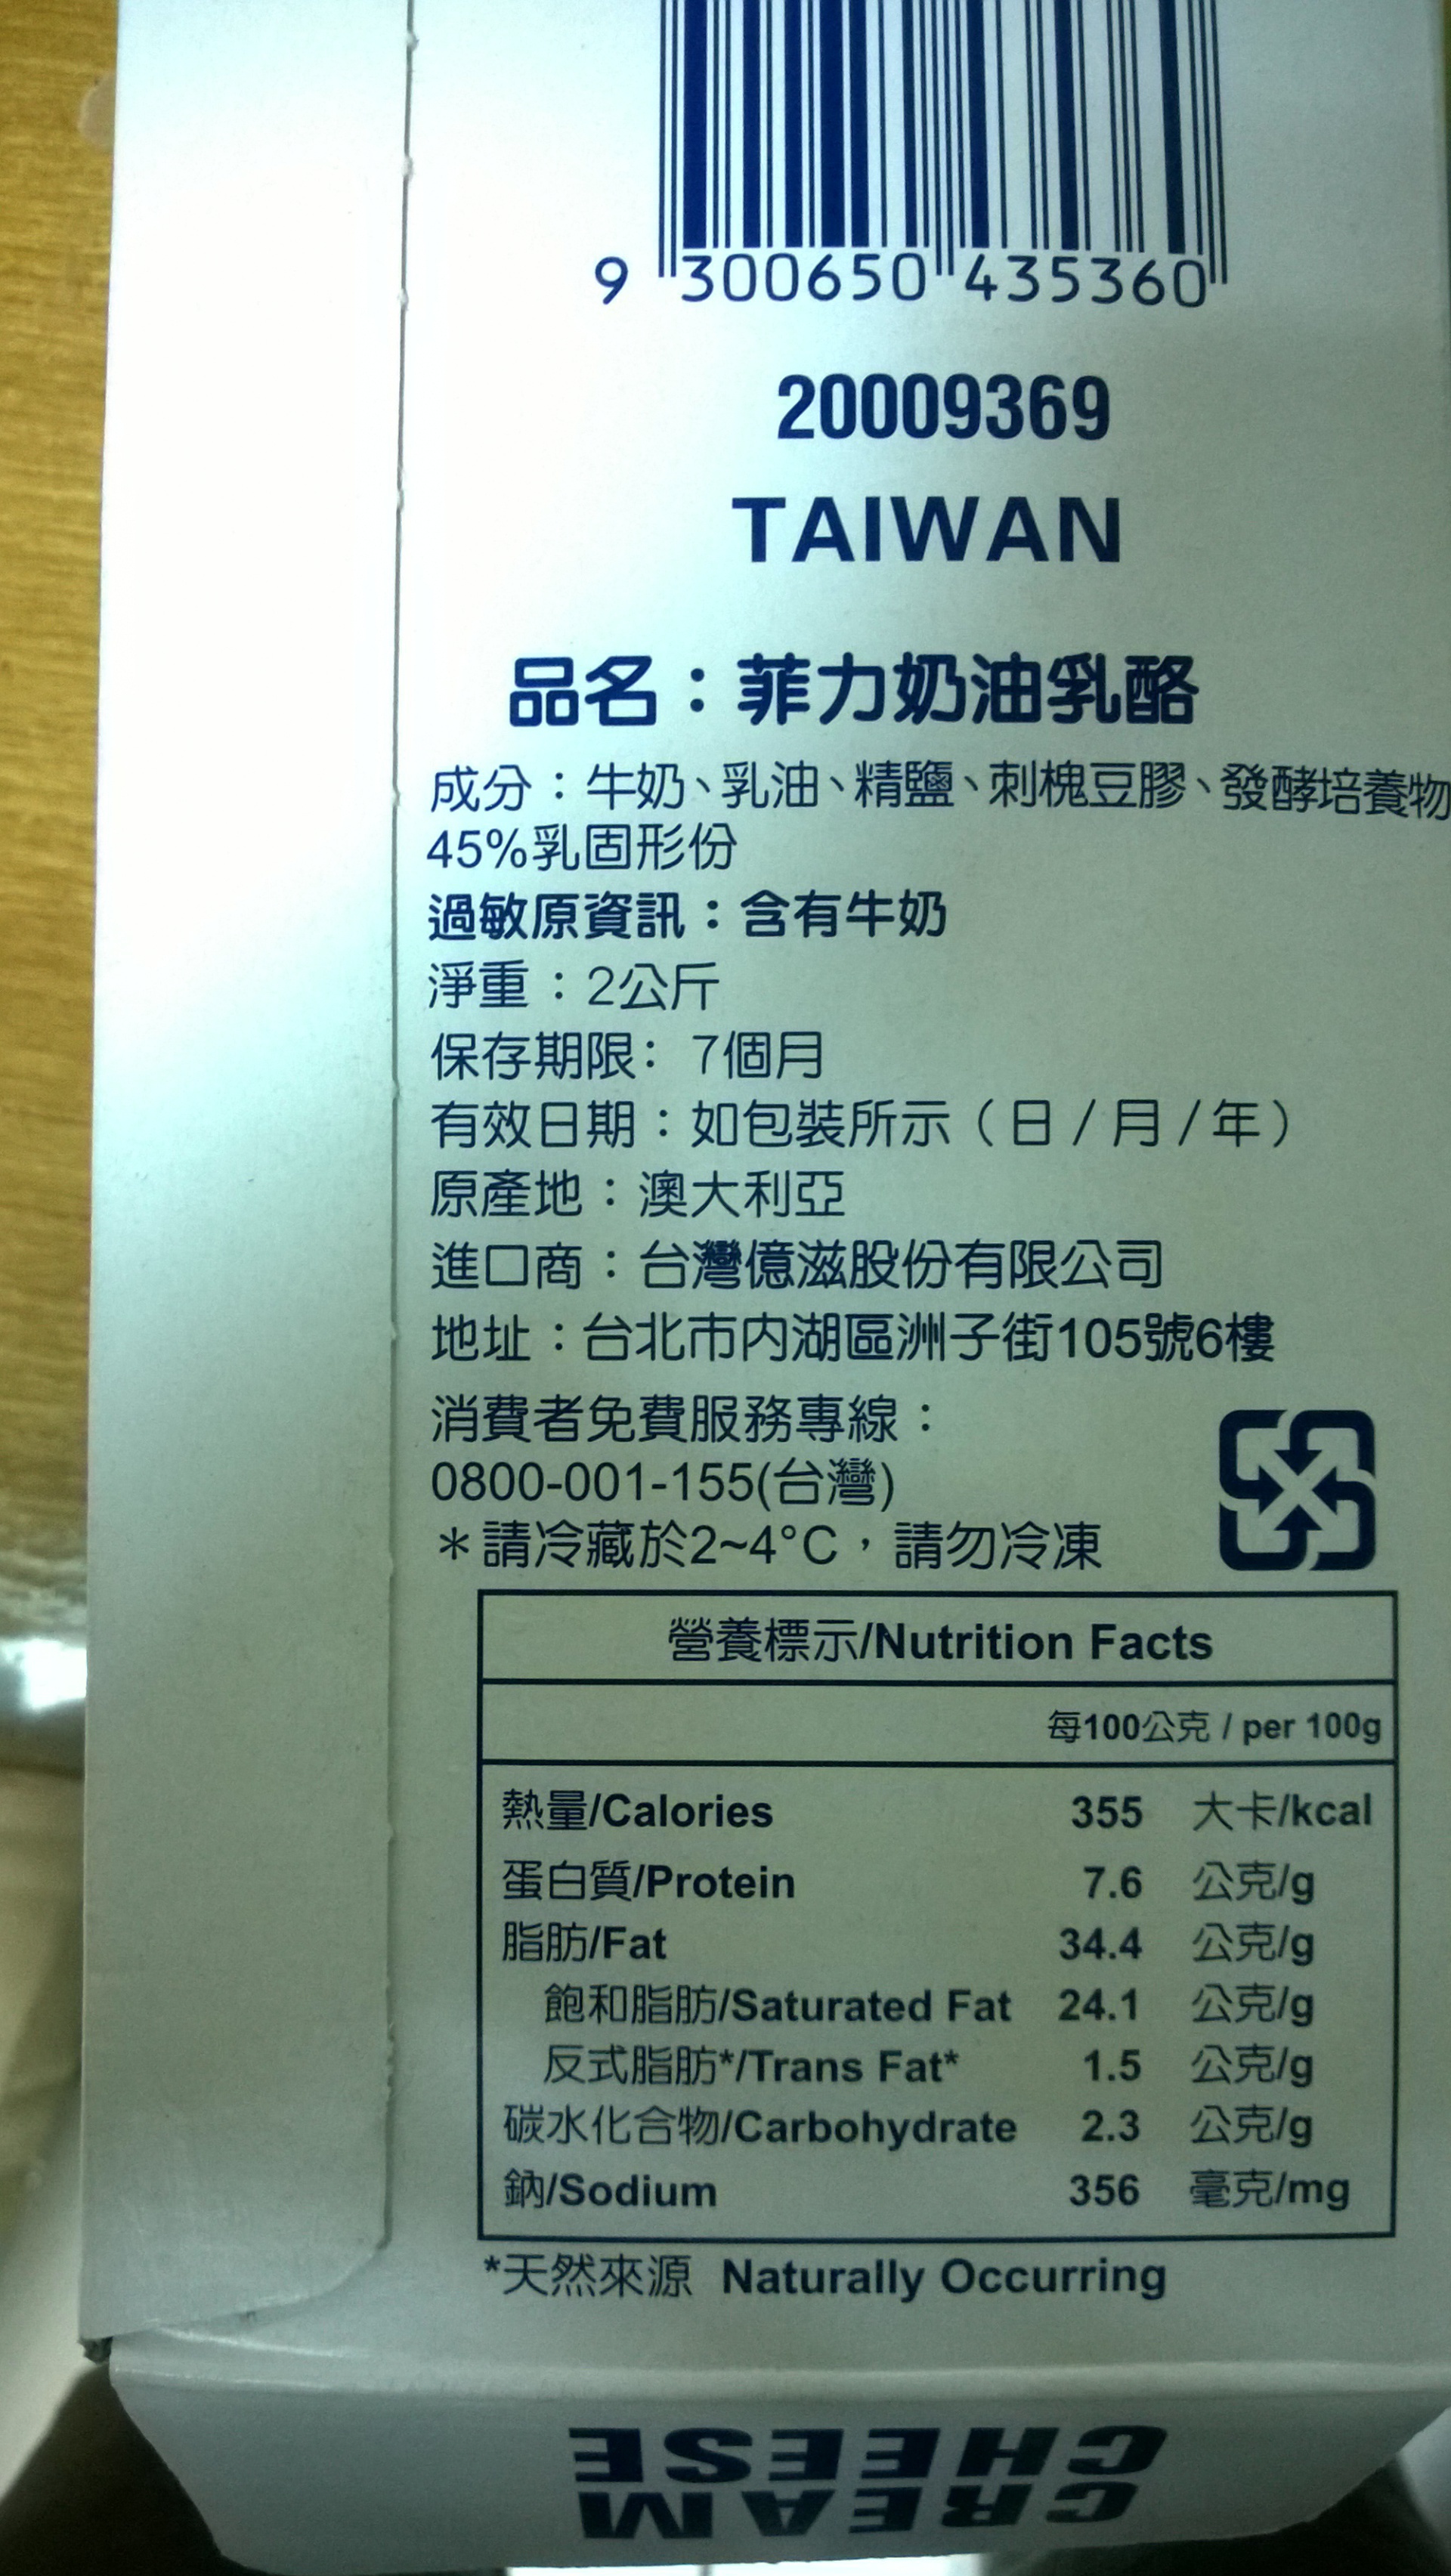 9 300650 435360
20009369
TAIWAN
品名：菲力奶油乳酪
成分：牛奶、乳油、精鹽、刺槐豆膠、發酵培養物
45%乳固形份
過敏原資訊：含有牛奶
淨重：2公斤
保存期限：7個月
有效日期：如包裝所示（日/月/年）
原產地：澳大利亞
進口商：台灣億滋股份有限公司
地址：台北市內湖區洲子街105號6樓
消費者免費服務專線：
0800-001-155(台灣)
＊請冷藏於2~4°C，請勿冷凍
營養標示/Nutrition Facts
每100公克 / per 100g
熱量/Calories 355 大卡/kcal
蛋白質/Protein 7.6 公克/g
脂肪/Fat 34.4 公克/g
飽和脂肪/Saturated Fat 24.1 公克/g
反式脂肪*/Trans Fat* 1.5 公克/g
碳水化合物/Carbohydrate 2.3 公克/g
鈉/Sodium 356 毫克/mg
*天然來源 Naturally Occurring
CREAM
CHEESE